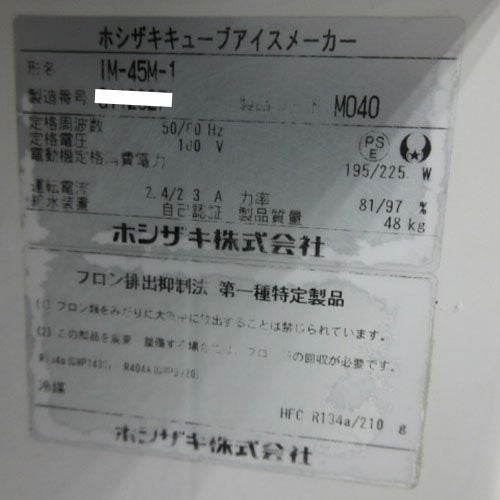 ホシザキキューブアイスメーカー
形名 IM-45M-1
製造番号 M040
定格周波数 50/60 Hz
定格電圧 100 V
電動機定格消費電力 195/225 W
PS E
運転電流 2.4/2.3 A 力率 81/97 %
給水装置 自己認証 製品質量 48 kg
ホシザキ株式会社
フロン排出抑制法 第一種特定製品
(1) フロン類をみだりに大気中に放出することは禁じられています。
(2) この製品を廃棄 整備する場合は、フロン の回収が必要です。
R134a(GWP1430), R404A(GWP3920)
冷媒 HFC R134a/210 g
ホシザキ株式会社